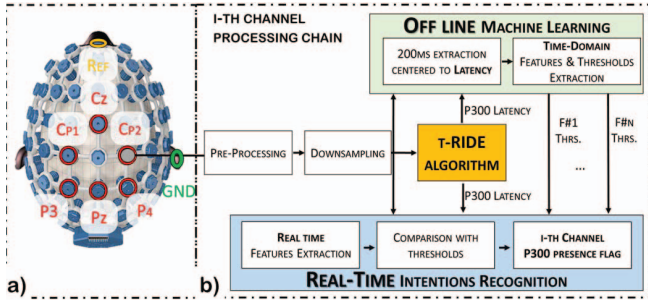 a)
REF
CZ
CP1 CP2
GND
P3 PZ P4
b)
I-TH CHANNEL
PROCESSING CHAIN
PRE-PROCESSING
DOWNSAMPLING
OFF LINE MACHINE LEARNING
200MS EXTRACTION
CENTERED TO LATENCY
TIME-DOMAIN
FEATURES & THRESHOLDS
EXTRACTION
P300 LATENCY
T-RIDE
ALGORITHM
P300 LATENCY
F#1
THRS.
...
F#N
THRS.
REAL TIME
FEATURES EXTRACTION
COMPARISON WITH
THRESHOLDS
I-TH CHANNEL
P300 PRESENCE FLAG
REAL-TIME INTENTIONS RECOGNITION